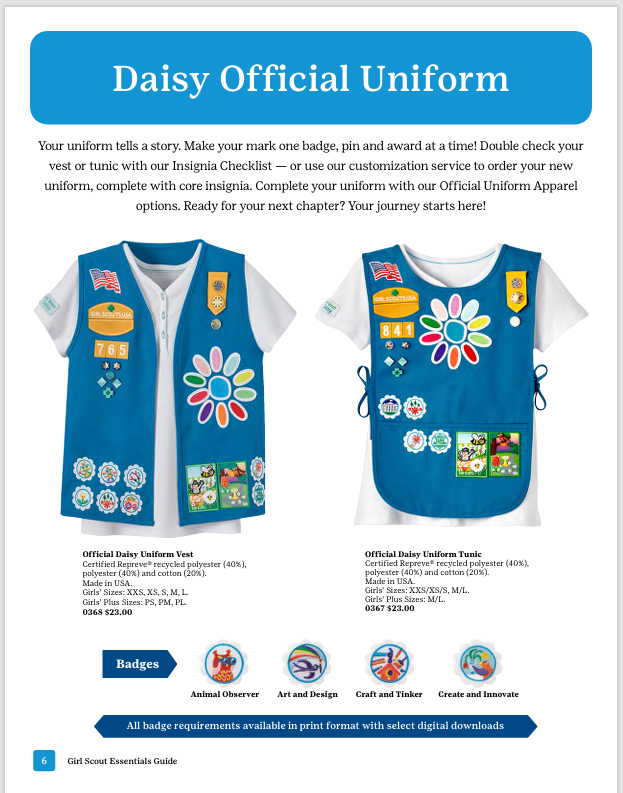 Daisy Official Uniform
Your uniform tells a story. Make your mark one badge, pin and award at a time! Double check your
vest or tunic with our Insignia Checklist — or use our customization service to order your new
uniform, complete with core insignia. Complete your uniform with our Official Uniform Apparel
options. Ready for your next chapter? Your journey starts here!
GIRL SCOUTS USA
765
GIRL SCOUTS USA
841
Official Daisy Uniform Vest
Certified Repreve® recycled polyester (40%),
polyester (40%) and cotton (20%).
Made in USA.
Girls' Sizes: XXS, XS, S, M, L.
Girls' Plus Sizes: PS, PM, PL.
0368 $23.00
Official Daisy Uniform Tunic
Certified Repreve® recycled polyester (40%),
polyester (40%) and cotton (20%).
Made in USA.
Girls' Sizes: XXS/XS/S, M/L.
Girls' Plus Sizes: M/L.
0367 $23.00
Badges
Animal Observer
Art and Design
Craft and Tinker
Create and Innovate
All badge requirements available in print format with select digital downloads
6
Girl Scout Essentials Guide